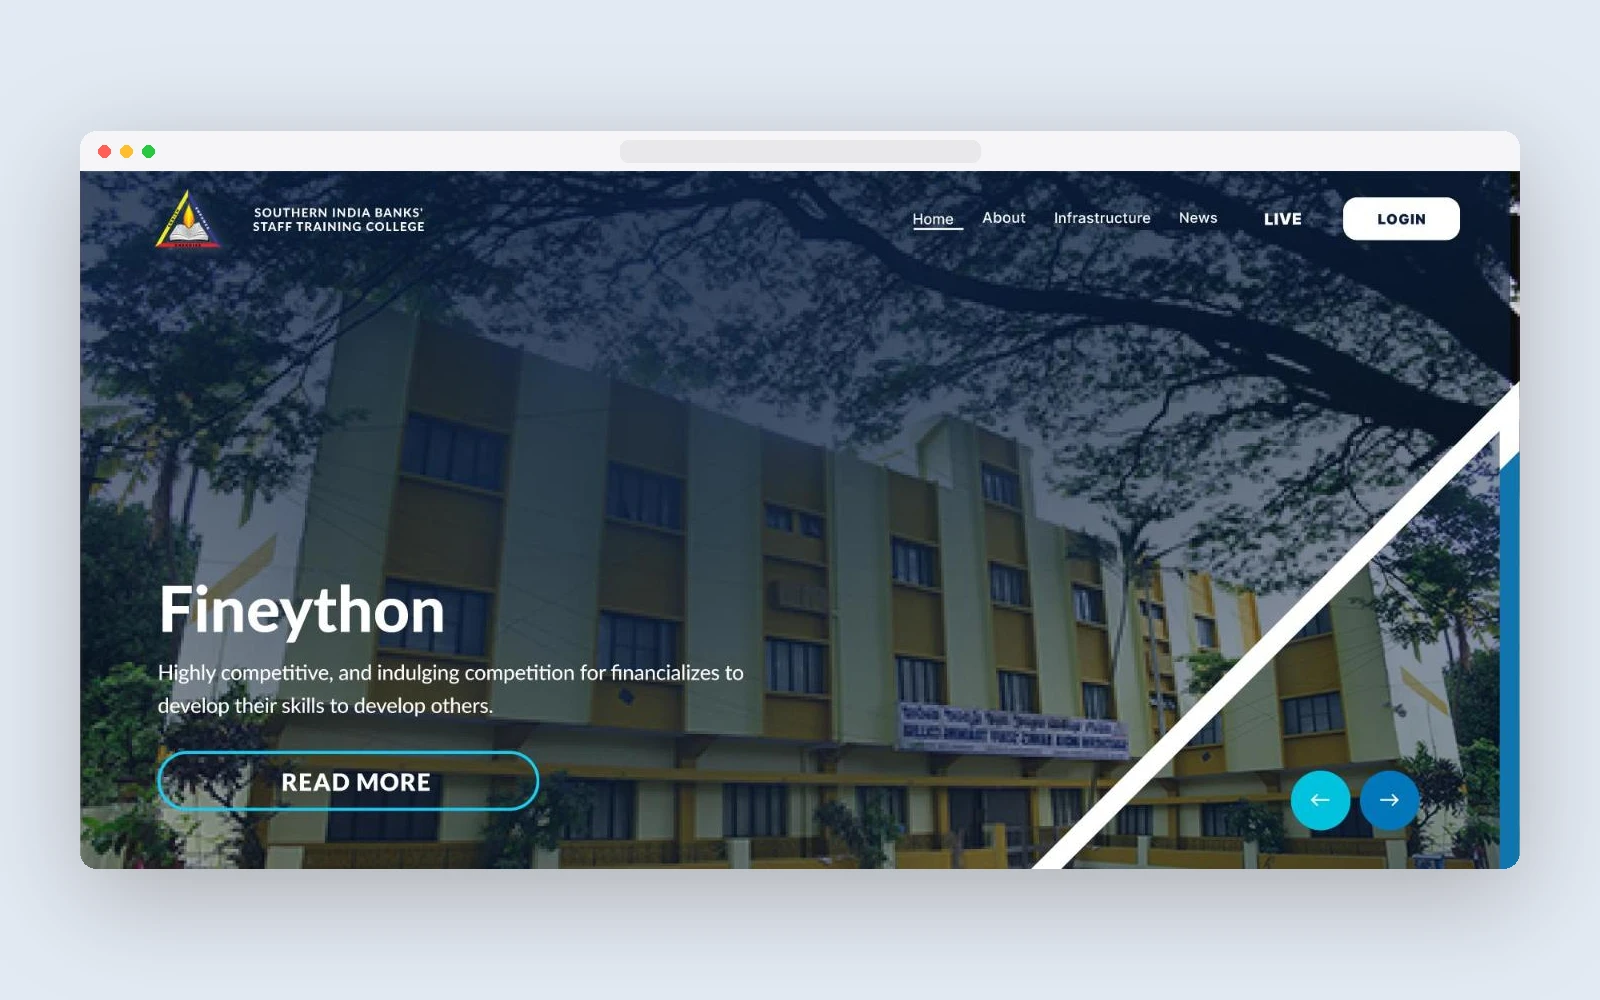 SOUTHERN INDIA BANKS'
STAFF TRAINING COLLEGE
Home About Infrastructure News LIVE LOGIN
Fineython
Highly competitive, and indulging competition for financializes to
develop their skills to develop others.
READ MORE